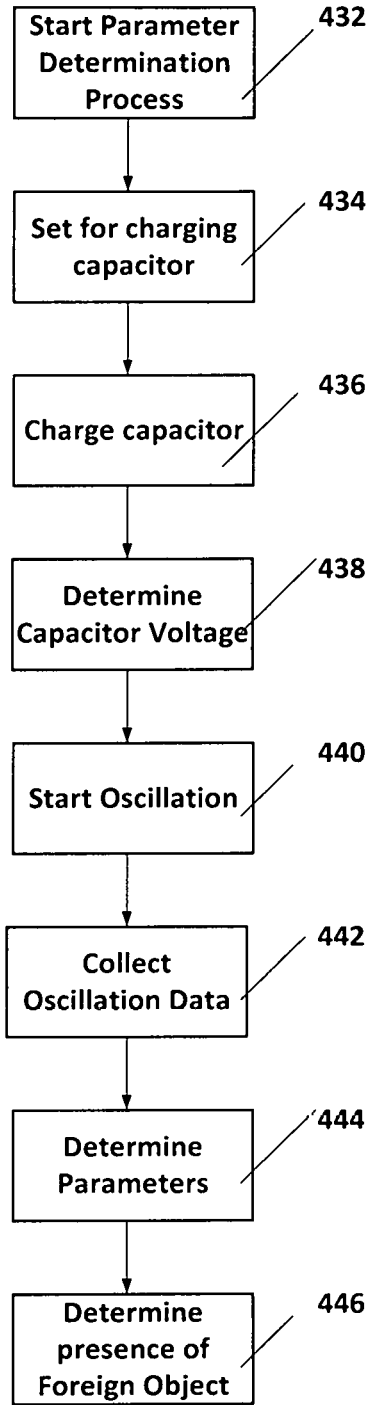 Start Parameter
Determination
Process
432
Set for charging
capacitor
434
Charge capacitor
436
Determine
Capacitor Voltage
438
Start Oscillation
440
Collect
Oscillation Data
442
Determine
Parameters
444
Determine
presence of
Foreign Object
446